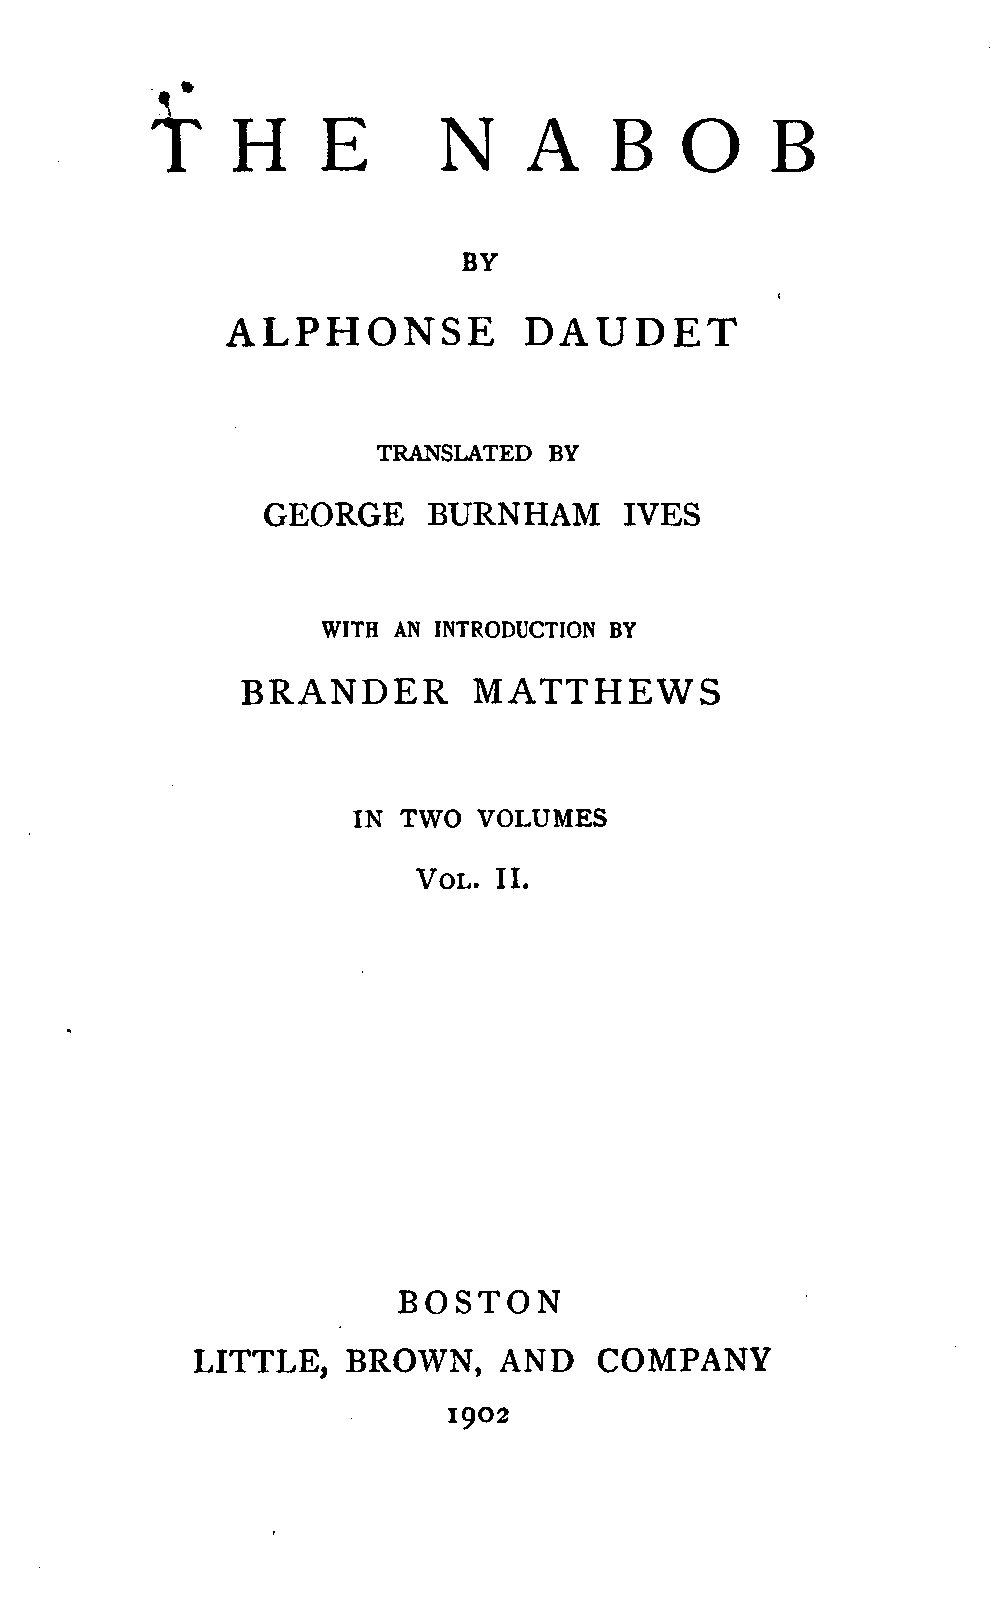 THE NABOB
BY
ALPHONSE DAUDET
TRANSLATED BY
GEORGE BURNHAM IVES
WITH AN INTRODUCTION BY
BRANDER MATTHEWS
IN TWO VOLUMES
VOL. II.
BOSTON
LITTLE, BROWN, AND COMPANY
1902